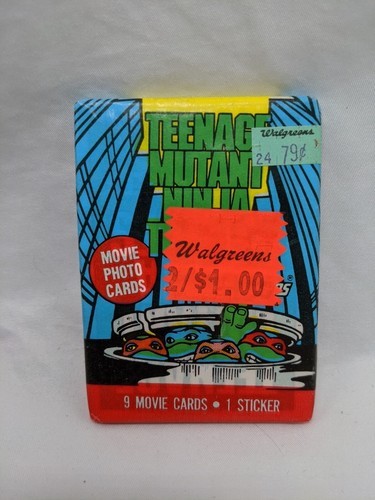 TEENAGE
MUTANT
NINJA
T
Walgreens
24 79¢
Walgreens
2/$1.00
MOVIE
PHOTO
CARDS
9 MOVIE CARDS • 1 STICKER